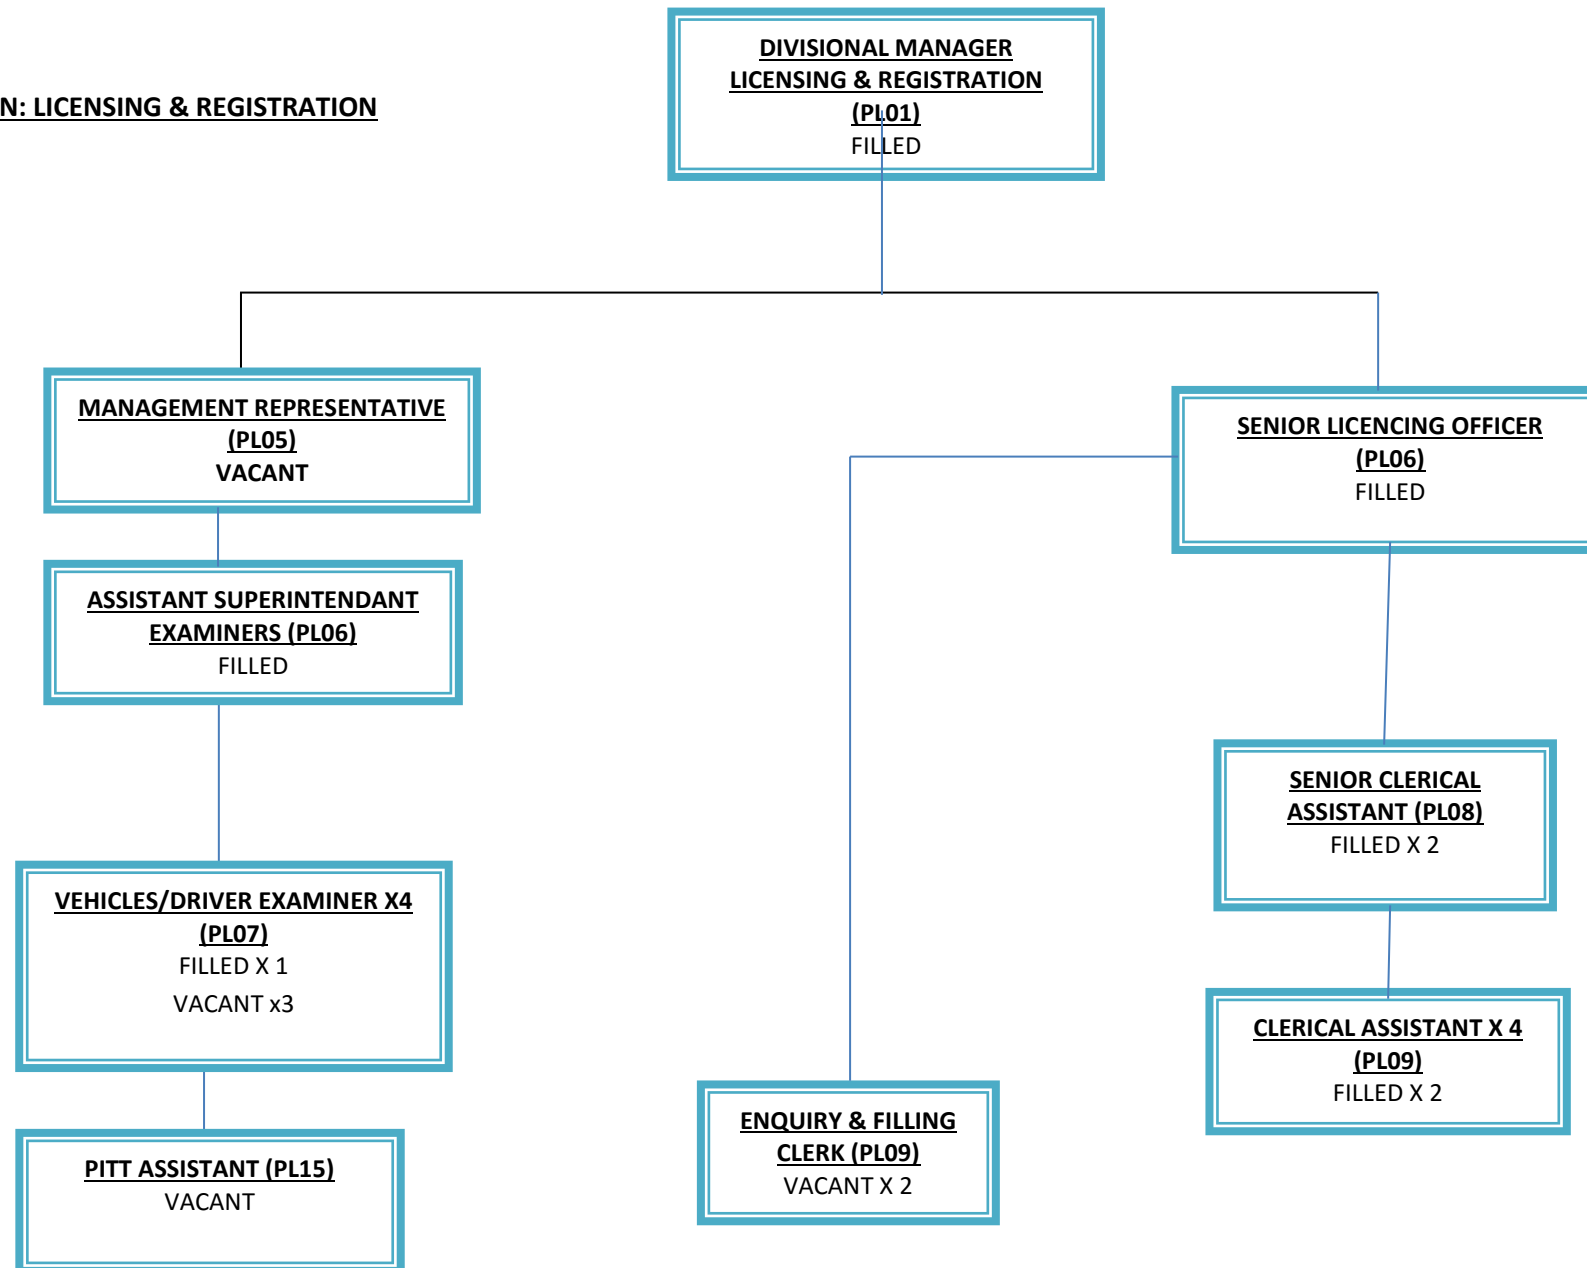 DIVISIONAL MANAGER
LICENSING & REGISTRATION
(PL01)
FILLED
N: LICENSING & REGISTRATION
MANAGEMENT REPRESENTATIVE
(PL05)
VACANT
SENIOR LICENCING OFFICER
(PL06)
FILLED
ASSISTANT SUPERINTENDANT
EXAMINERS (PL06)
FILLED
SENIOR CLERICAL
ASSISTANT (PL08)
FILLED X 2
VEHICLES/DRIVER EXAMINER X4
(PL07)
FILLED X 1
VACANT x3
CLERICAL ASSISTANT X 4
(PL09)
FILLED X 2
ENQUIRY & FILLING
CLERK (PL09)
VACANT X 2
PITT ASSISTANT (PL15)
VACANT